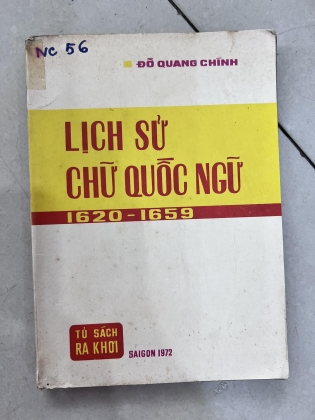 NC 56
ĐỖ QUANG CHÍNH
LỊCH SỬ
CHỮ QUỐC NGỮ
1620 - 1659
TỦ SÁCH
RA KHƠI
SAIGON 1972